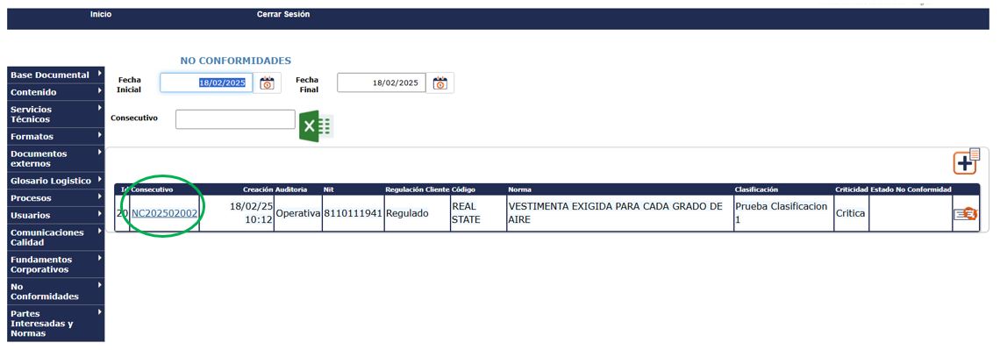 Inicio Cerrar Sesión
NO CONFORMIDADES
Base Documental
Contenido
Servicios
Técnicos
Formatos
Documentos
externos
Glosario Logistico
Procesos
Usuarios
Comunicaciones
Calidad
Fundamentos
Corporativos
No
Conformidades
Partes
Interesadas y
Normas
Fecha
Inicial
18/02/2025
Fecha
Final
18/02/2025
Consecutivo
Id Consecutivo Creación Auditoria Nit Regulación Cliente Código Norma Clasificación Criticidad Estado No Conformidad
20 NC202502002 18/02/25 10:12 Operativa 8110111941 Regulado REAL STATE VESTIMENTA EXIGIDA PARA CADA GRADO DE AIRE Prueba Clasificacion 1 Critica